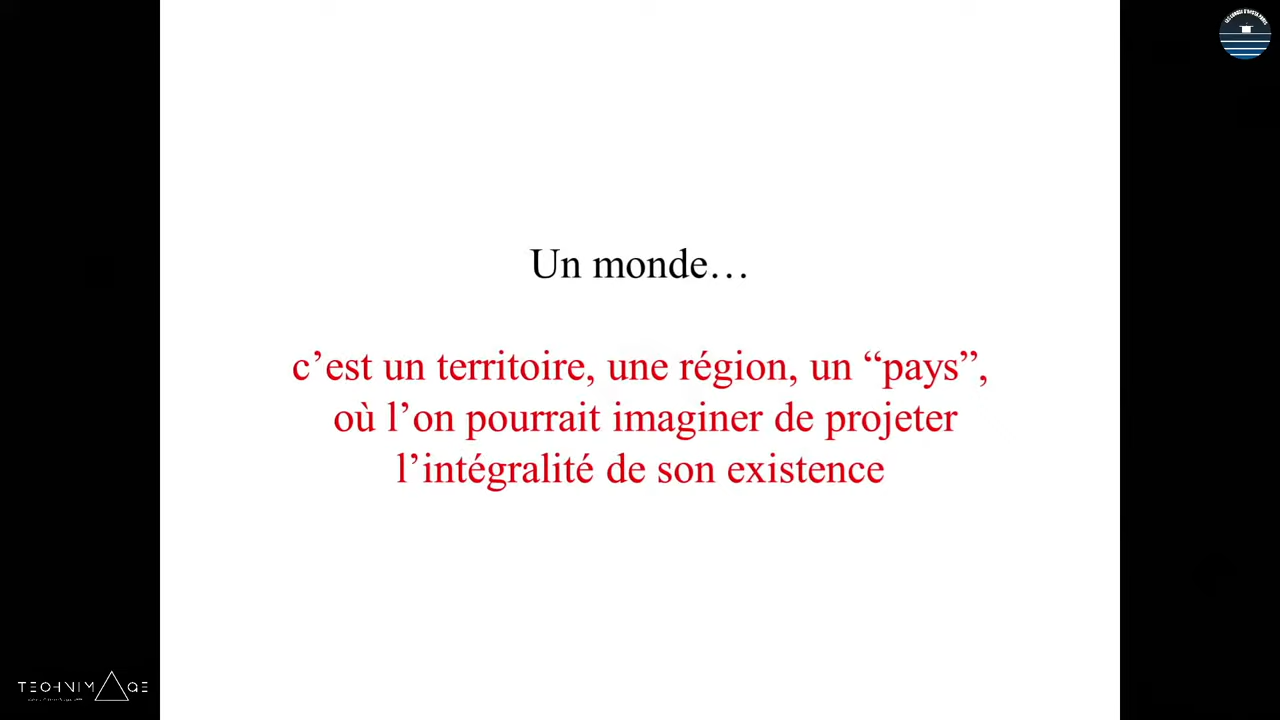 Un monde…
c’est un territoire, une région, un “pays”,
où l’on pourrait imaginer de projeter
l’intégralité de son existence
TECHNIMAGE